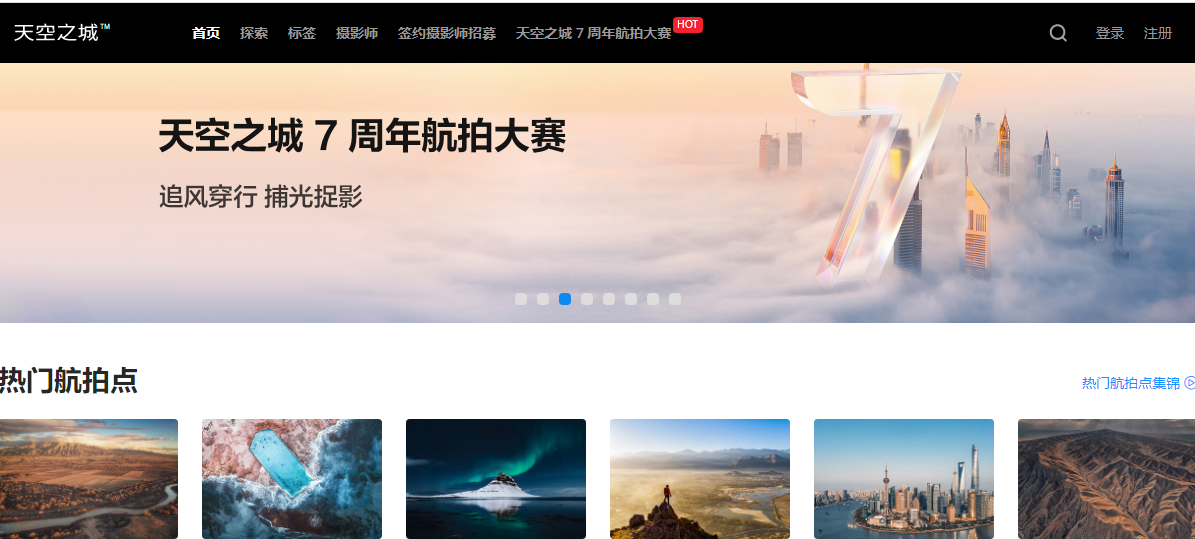 天空之城™ 首页 探索 标签 摄影师 签约摄影师招募 天空之城 7 周年航拍大赛 HOT 登录 注册
天空之城 7 周年航拍大赛
追风穿行 捕光捉影
热门航拍点 热门航拍点集锦